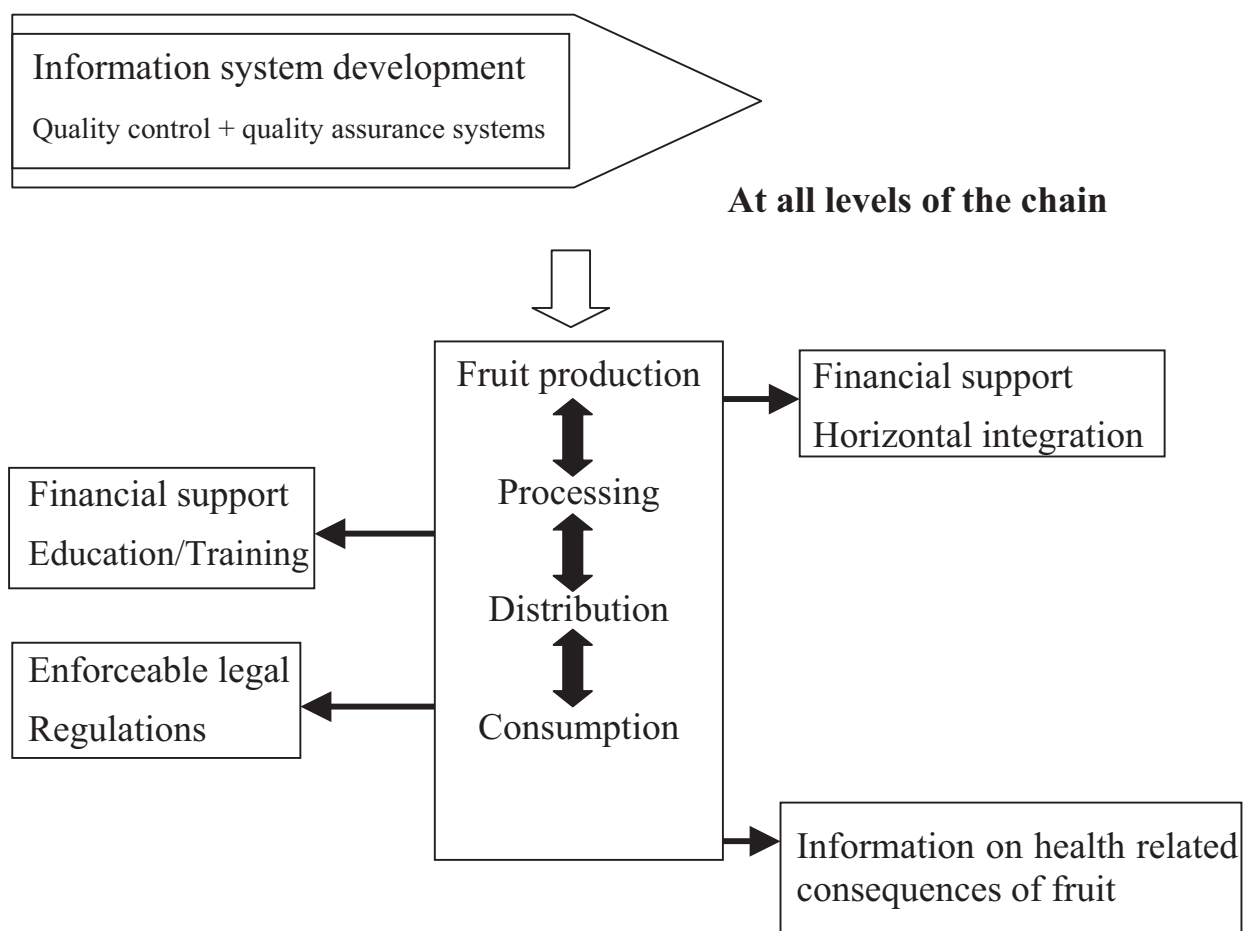 Information system development
Quality control + quality assurance systems
At all levels of the chain
Fruit production
Processing
Distribution
Consumption
Financial support
Horizontal integration
Financial support
Education/Training
Enforceable legal
Regulations
Information on health related
consequences of fruit